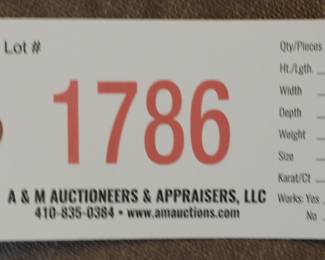 Lot #
1786
A & M AUCTIONEERS & APPRAISERS, LLC
410-835-0384 • www.amauctions.com
Qty/Pieces
Ht./Lgth.
Width
Depth
Weight
Size
Karat/Ct
Works: Yes
No